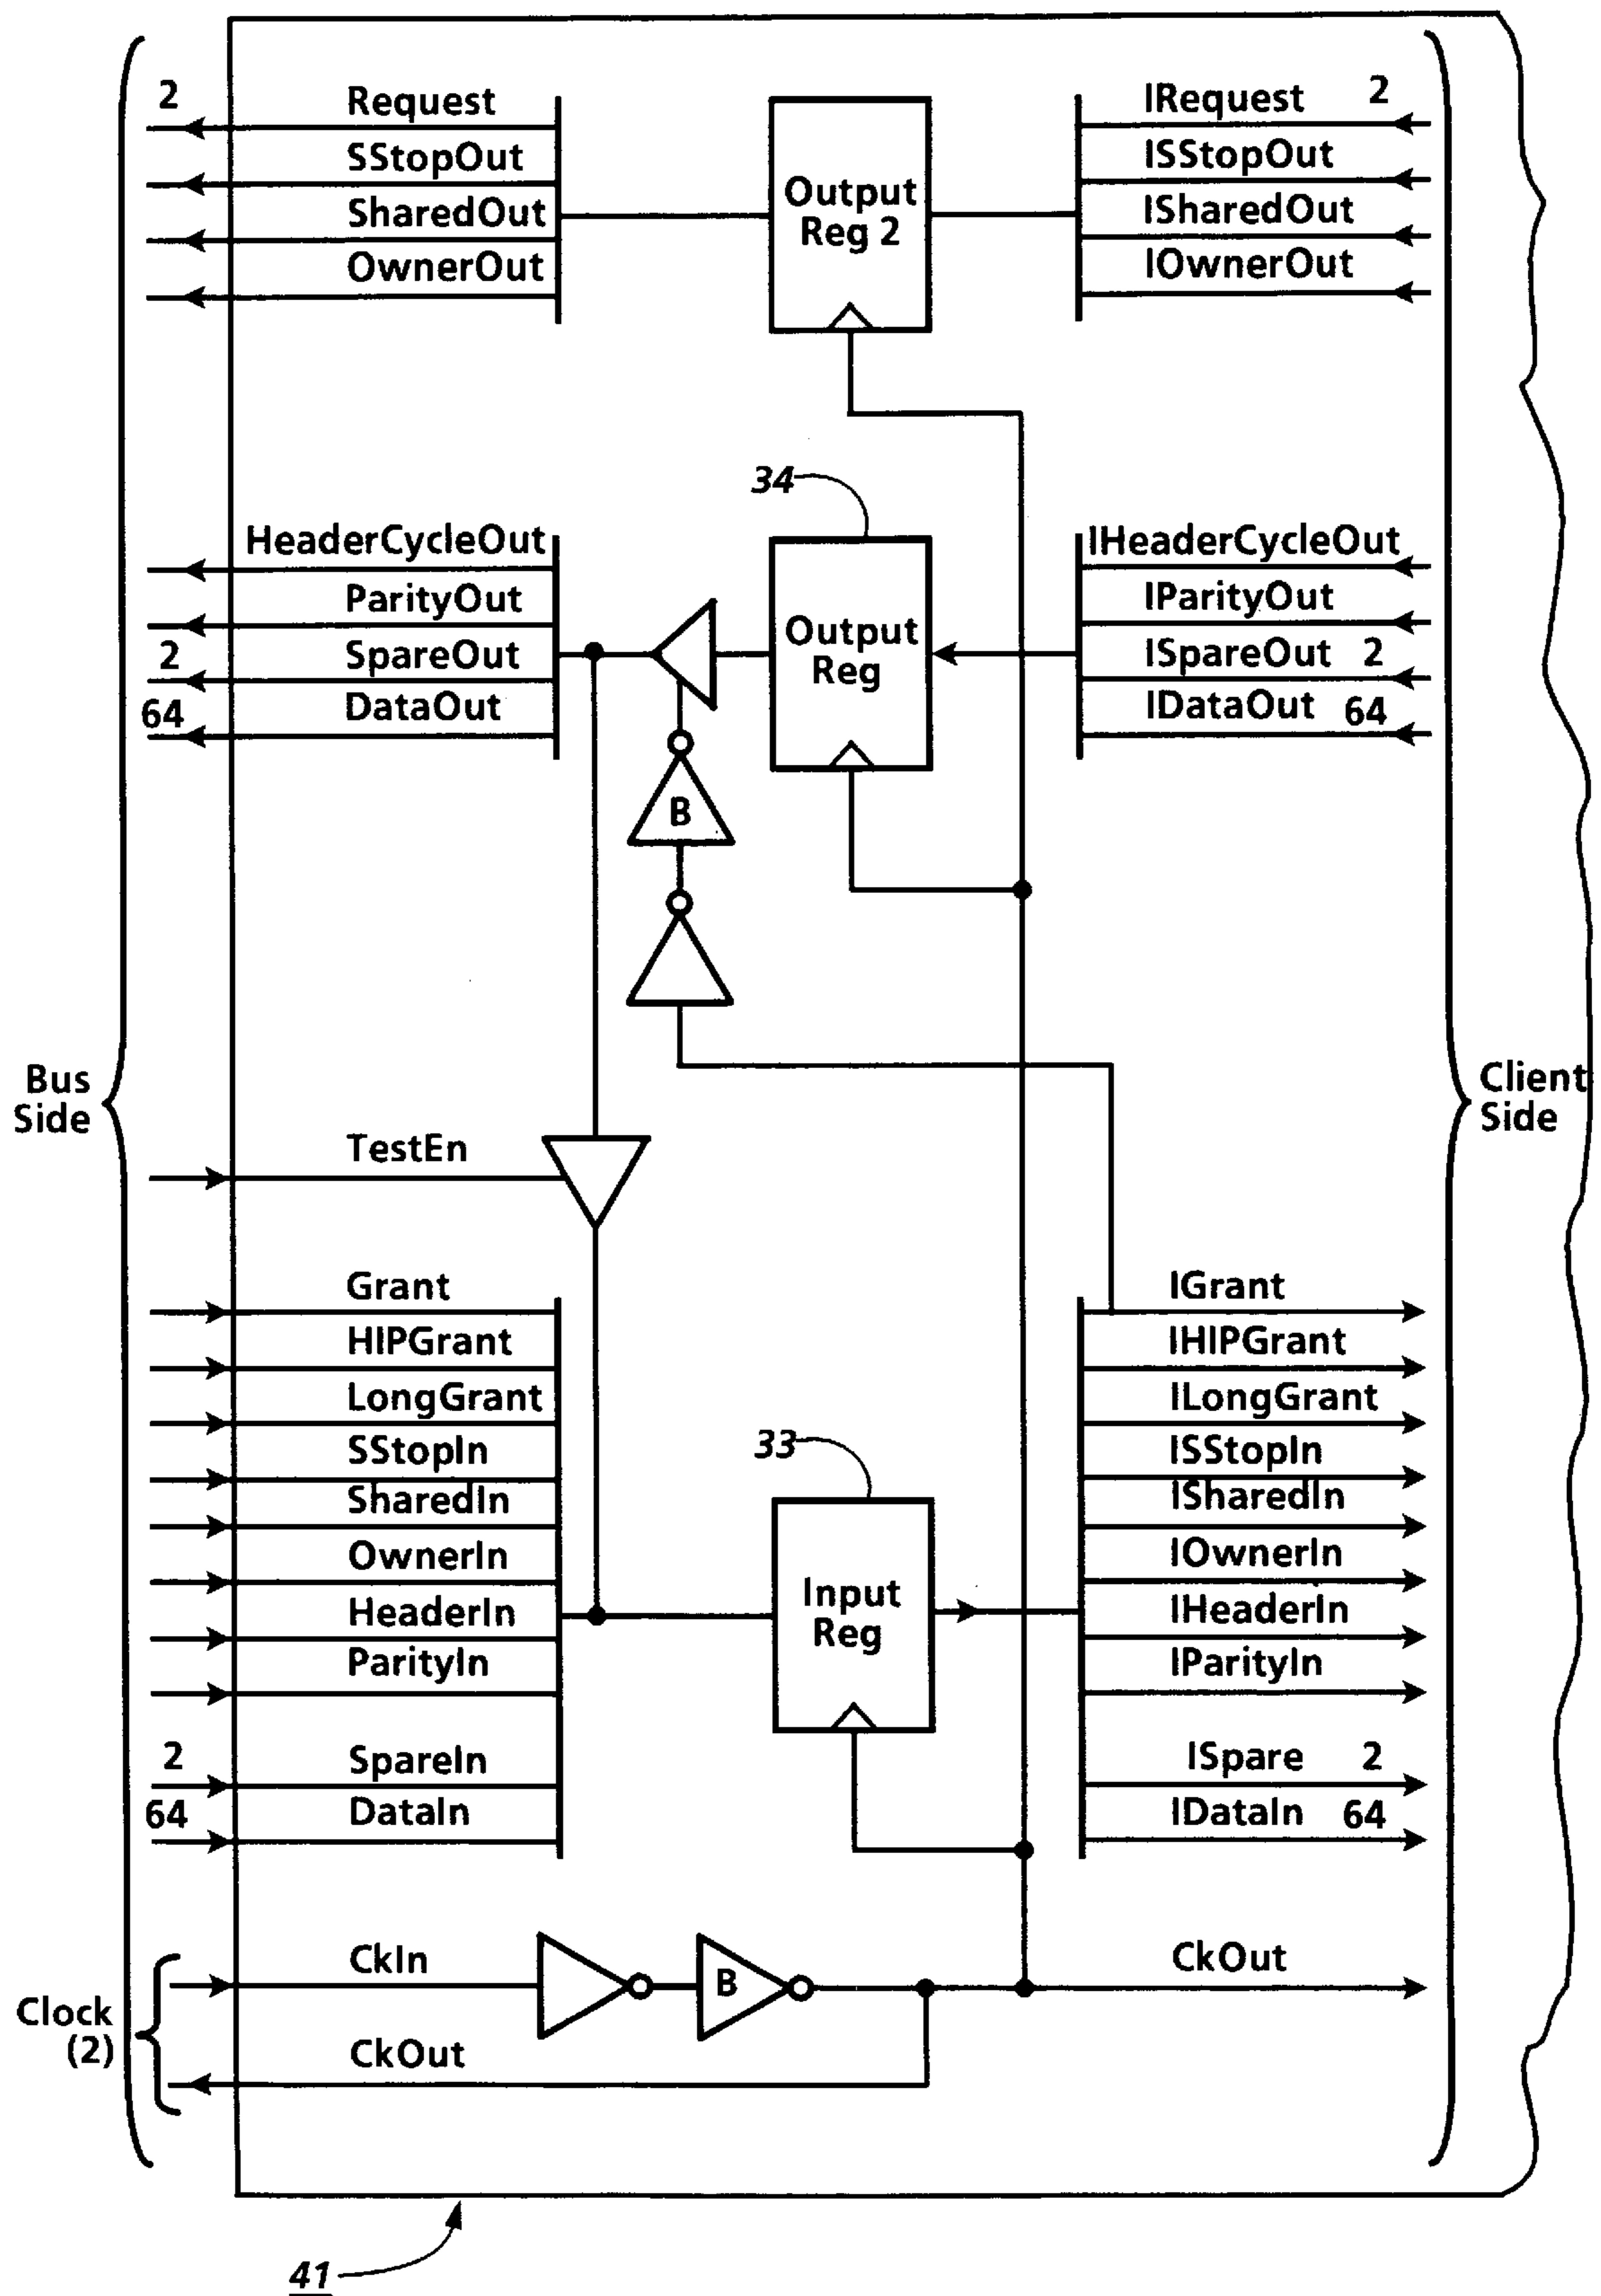 2
Request
SStopOut
SharedOut
OwnerOut
Output
Reg 2
IRequest 2
ISStopOut
ISharedOut
IOwnerOut
34
HeaderCycleOut
ParityOut
2 SpareOut
64 DataOut
Output
Reg
IHeaderCycleOut
IParityOut
ISpareOut 2
IDataOut 64
B
Bus
Side
Client
Side
TestEn
Grant
HIPGrant
LongGrant
SStopIn
SharedIn
OwnerIn
HeaderIn
ParityIn
2 SpareIn
64 DataIn
33
Input
Reg
IGrant
IHIPGrant
ILongGrant
ISStopIn
ISharedIn
IOwnerIn
IHeaderIn
IParityIn
ISpare 2
IDataIn 64
Clock
(2)
CkIn
B
CkOut
CkOut
41